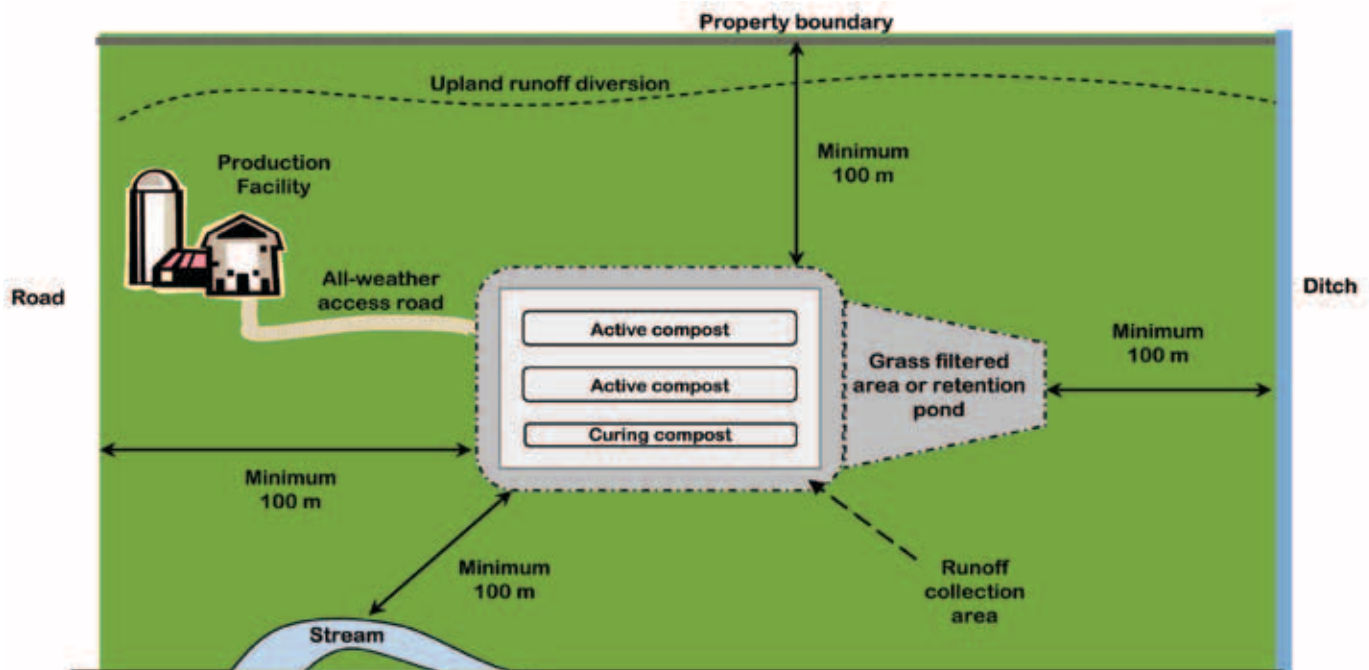 Property boundary
Upland runoff diversion
Production
Facility
Minimum
100 m
Road
All-weather
access road
Ditch
Active compost
Active compost
Curing compost
Grass filtered
area or retention
pond
Minimum
100 m
Minimum
100 m
Minimum
100 m
Runoff
collection
area
Stream